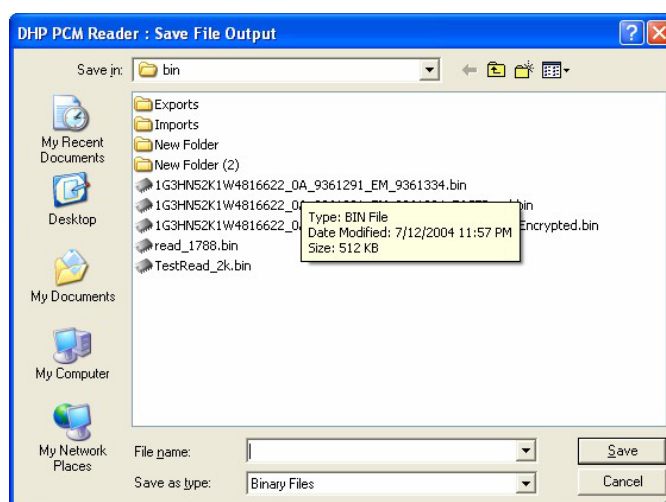 DHP PCM Reader : Save File Output
Save in:
bin
My Recent
Documents
Desktop
My Documents
My Computer
My Network
Places
Exports
Imports
New Folder
New Folder (2)
1G3HN52K1W4816622_0A_9361291_EM_9361334.bin
1G3HN52K1W4816622_0
1G3HN52K1W4816622_0
Encrypted.bin
read_1788.bin
TestRead_2k.bin
Type: BIN File
Date Modified: 7/12/2004 11:57 PM
Size: 512 KB
File name:
Save
Save as type:
Binary Files
Cancel